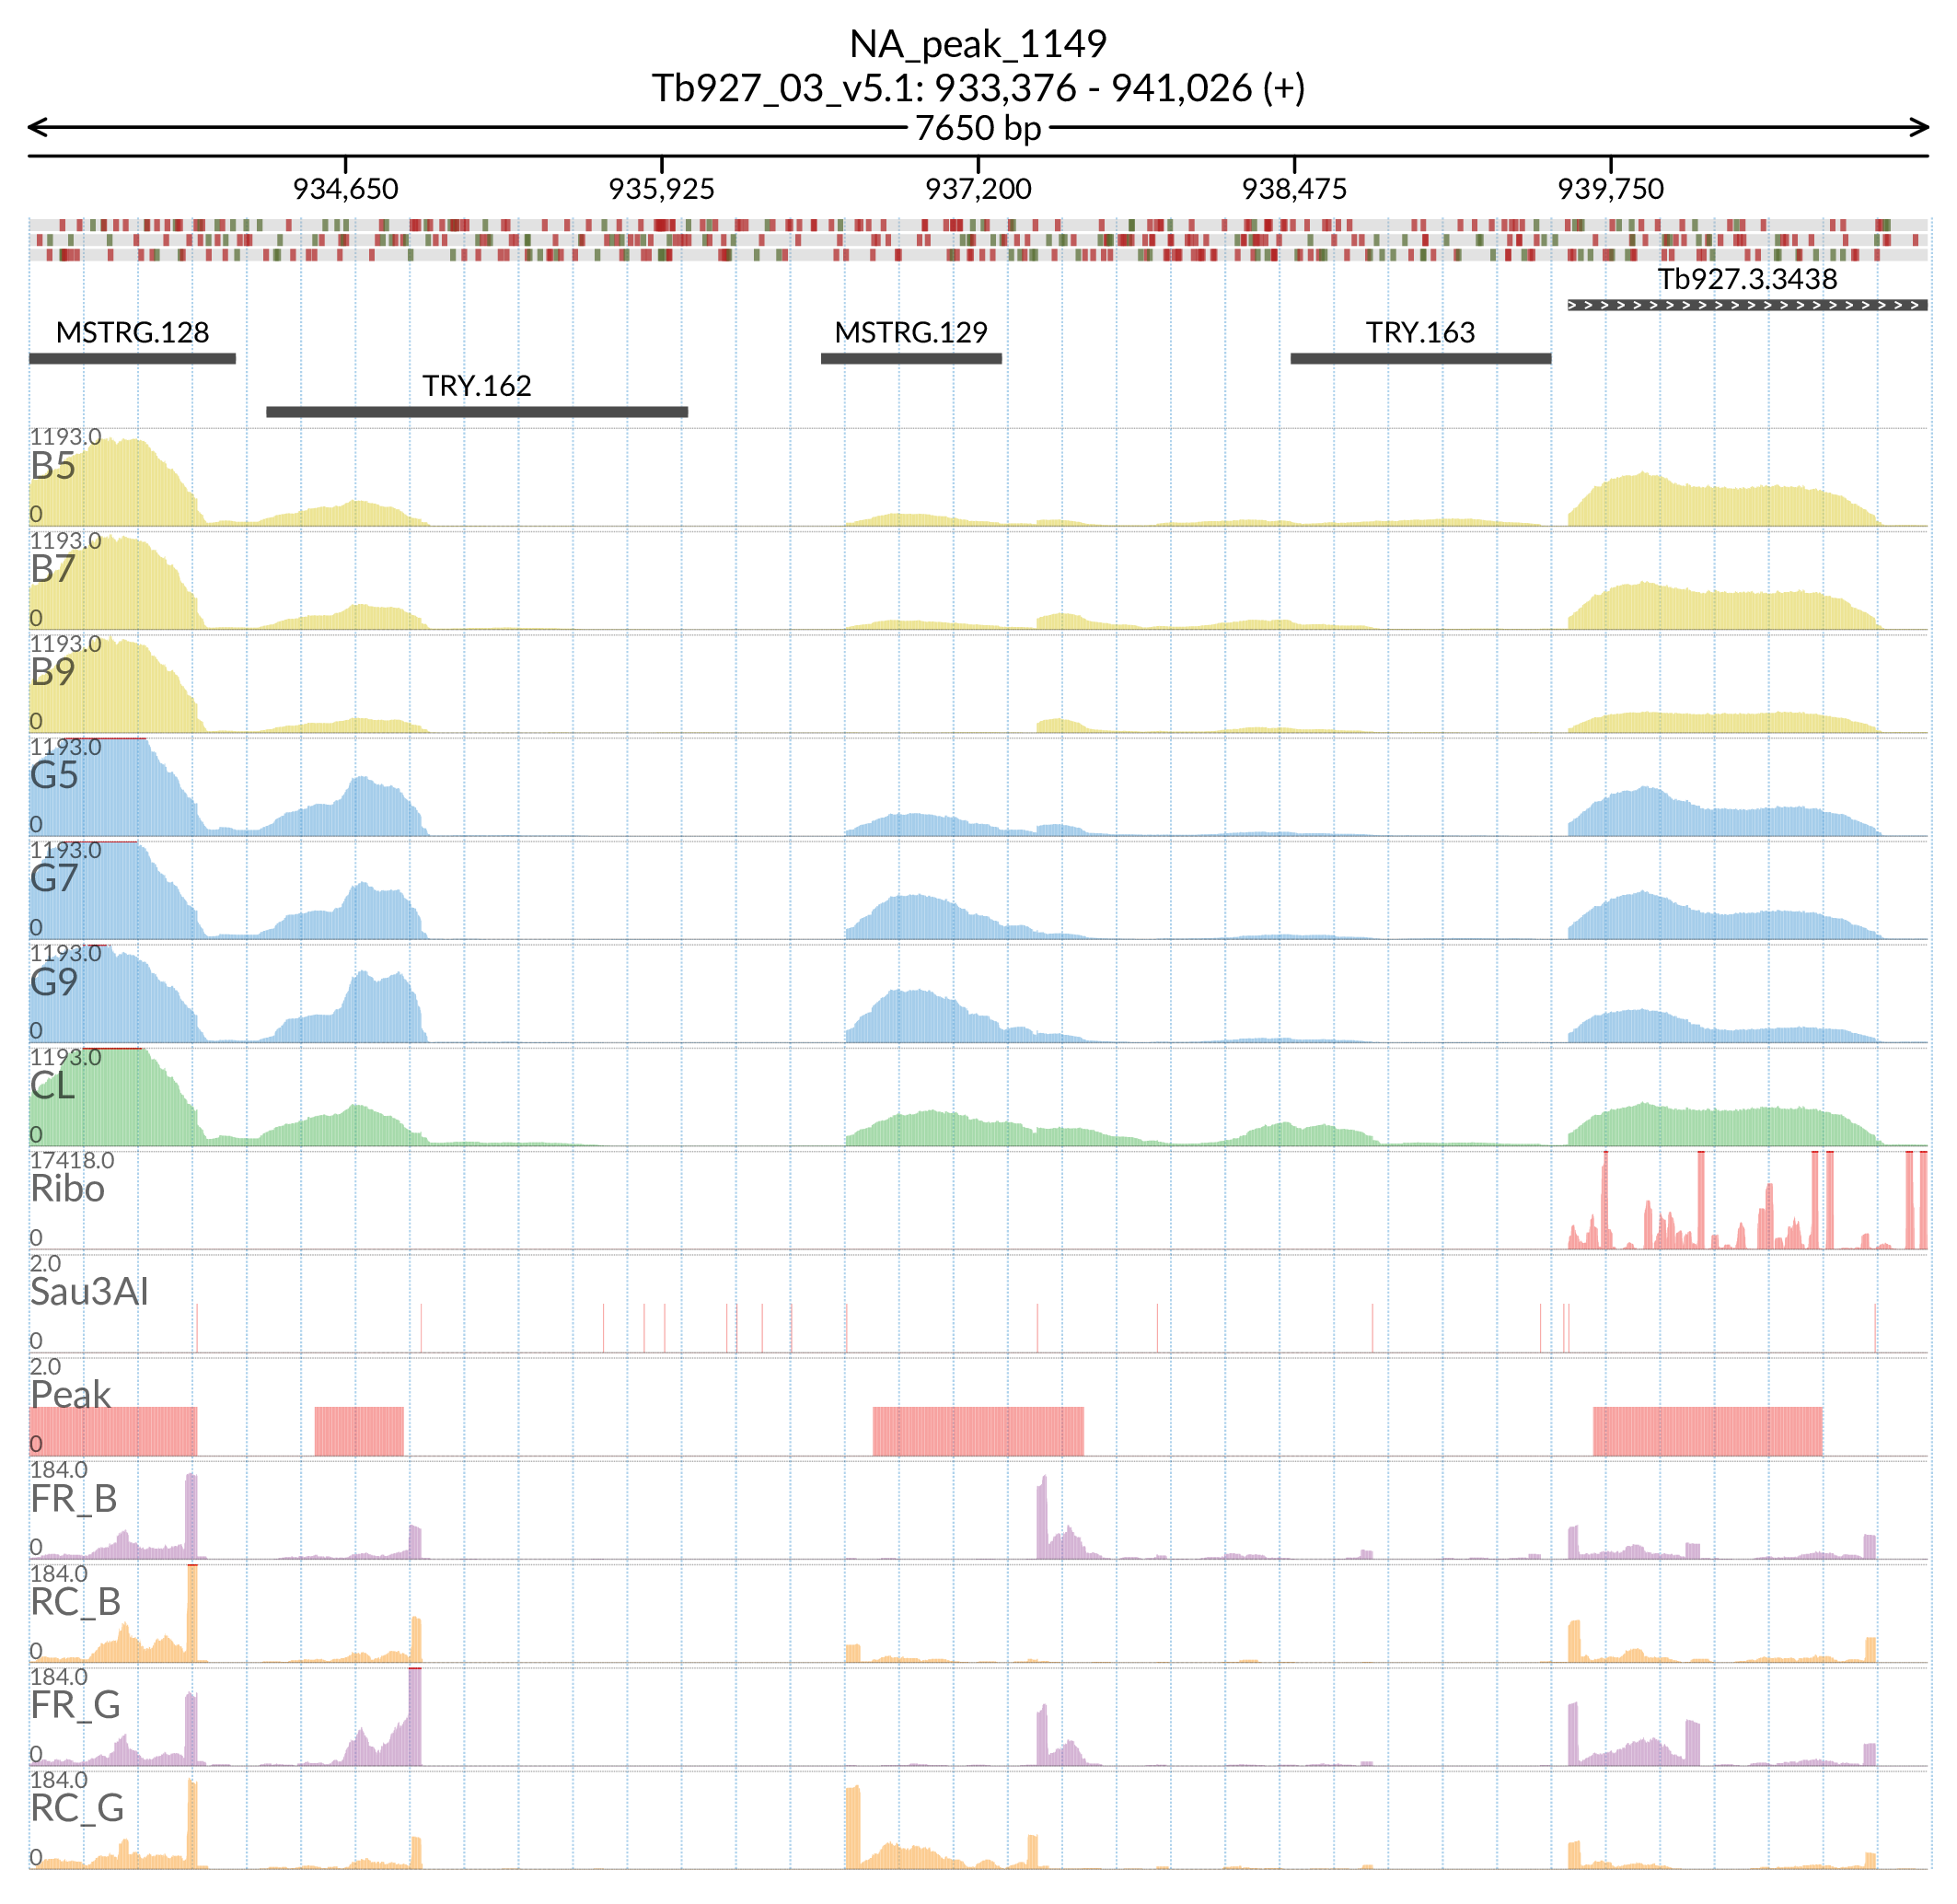 NA_peak_1149
Tb927_03_v5.1: 933,376 - 941,026 (+)
7650 bp
934,650 935,925 937,200 938,475 939,750
Tb927.3.3438
MSTRG.128 MSTRG.129 TRY.163
TRY.162
1193.0
B5
0
1193.0
B7
0
1193.0
B9
0
1193.0
G5
0
1193.0
G7
0
1193.0
G9
0
1193.0
CL
0
17418.0
Ribo
0
2.0
Sau3AI
0
2.0
Peak
0
184.0
FR_B
0
184.0
RC_B
0
184.0
FR_G
0
184.0
RC_G
0